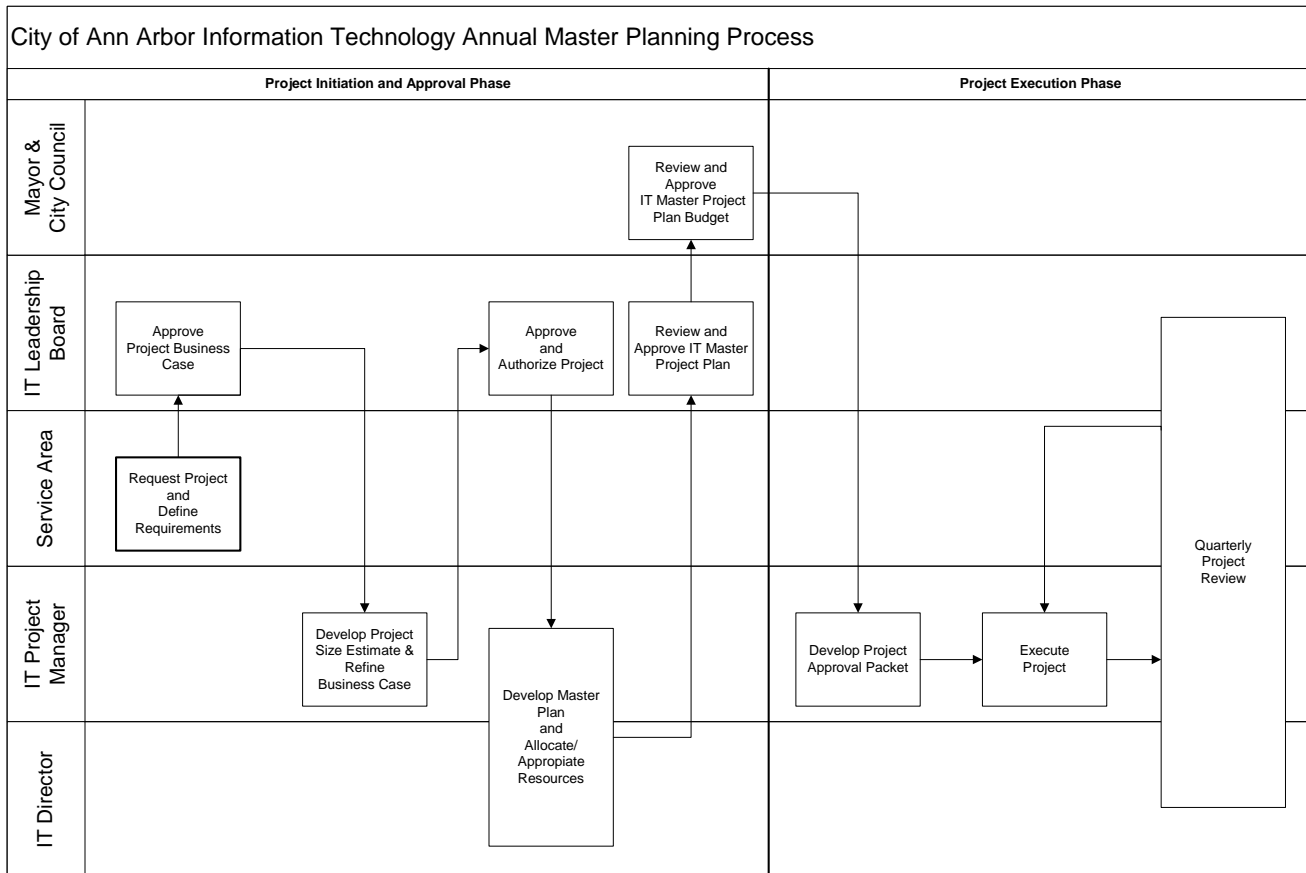 City of Ann Arbor Information Technology Annual Master Planning Process
Project Initiation and Approval Phase
Project Execution Phase
Mayor &
City Council
Review and
Approve
IT Master Project
Plan Budget
IT Leadership
Board
Approve
Project Business
Case
Approve
and
Authorize Project
Review and
Approve IT Master
Project Plan
Service Area
Request Project
and
Define
Requirements
Quarterly
Project
Review
IT Project
Manager
Develop Project
Size Estimate &
Refine
Business Case
Develop Master
Plan
and
Allocate/
Appropiate
Resources
Develop Project
Approval Packet
Execute
Project
IT Director